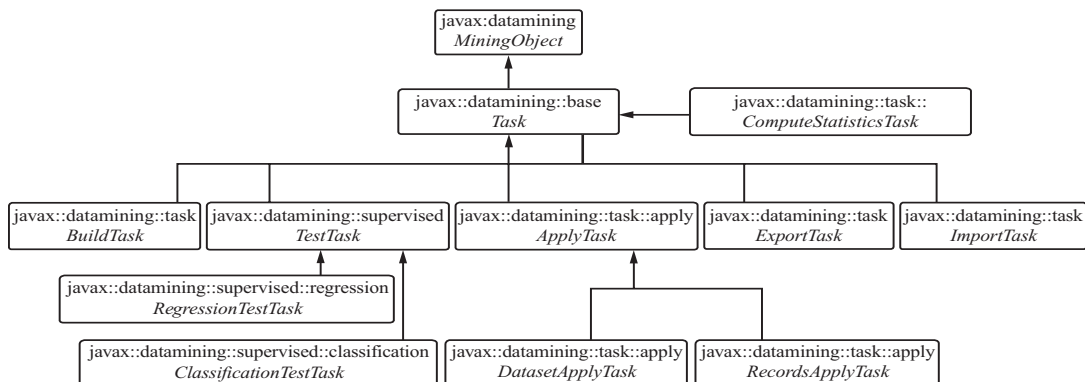 javax:datamining
MiningObject
javax::datamining::base
Task
javax::datamining::task::
ComputeStatisticsTask
javax::datamining::task
BuildTask
javax::datamining::supervised
TestTask
javax::datamining::task::apply
ApplyTask
javax::datamining::task
ExportTask
javax::datamining::task
ImportTask
javax::datamining::supervised::regression
RegressionTestTask
javax::datamining::supervised::classification
ClassificationTestTask
javax::datamining::task::apply
DatasetApplyTask
javax::datamining::task::apply
RecordsApplyTask